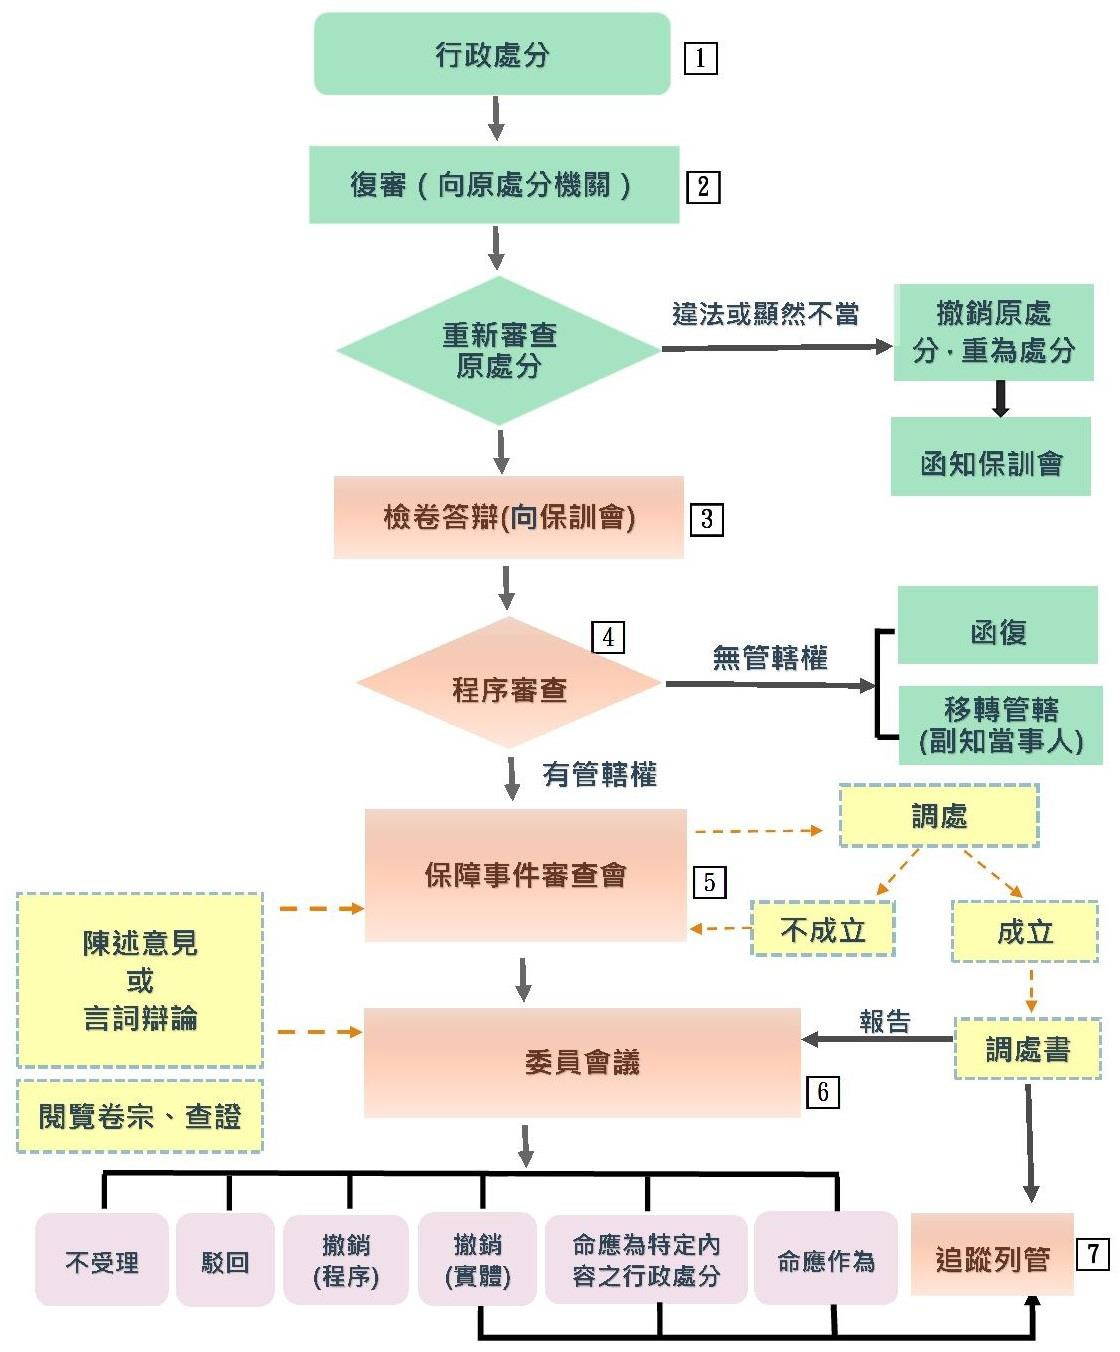 行政處分
1
復審(向原處分機關)
2
重新審查
原處分
違法或顯然不當
撤銷原處
分·重為處分
函知保訓會
檢卷答辯(向保訓會)
3
4
程序審查
無管轄權
函復
移轉管轄
(副知當事人)
有管轄權
保障事件審查會
5
調處
不成立
成立
調處書
報告
陳述意見
或
言詞辯論
閱覽卷宗、查證
委員會議
6
不受理
駁回
撤銷
(程序)
撤銷
(實體)
命應為特定內
容之行政處分
命應作為
追蹤列管
7